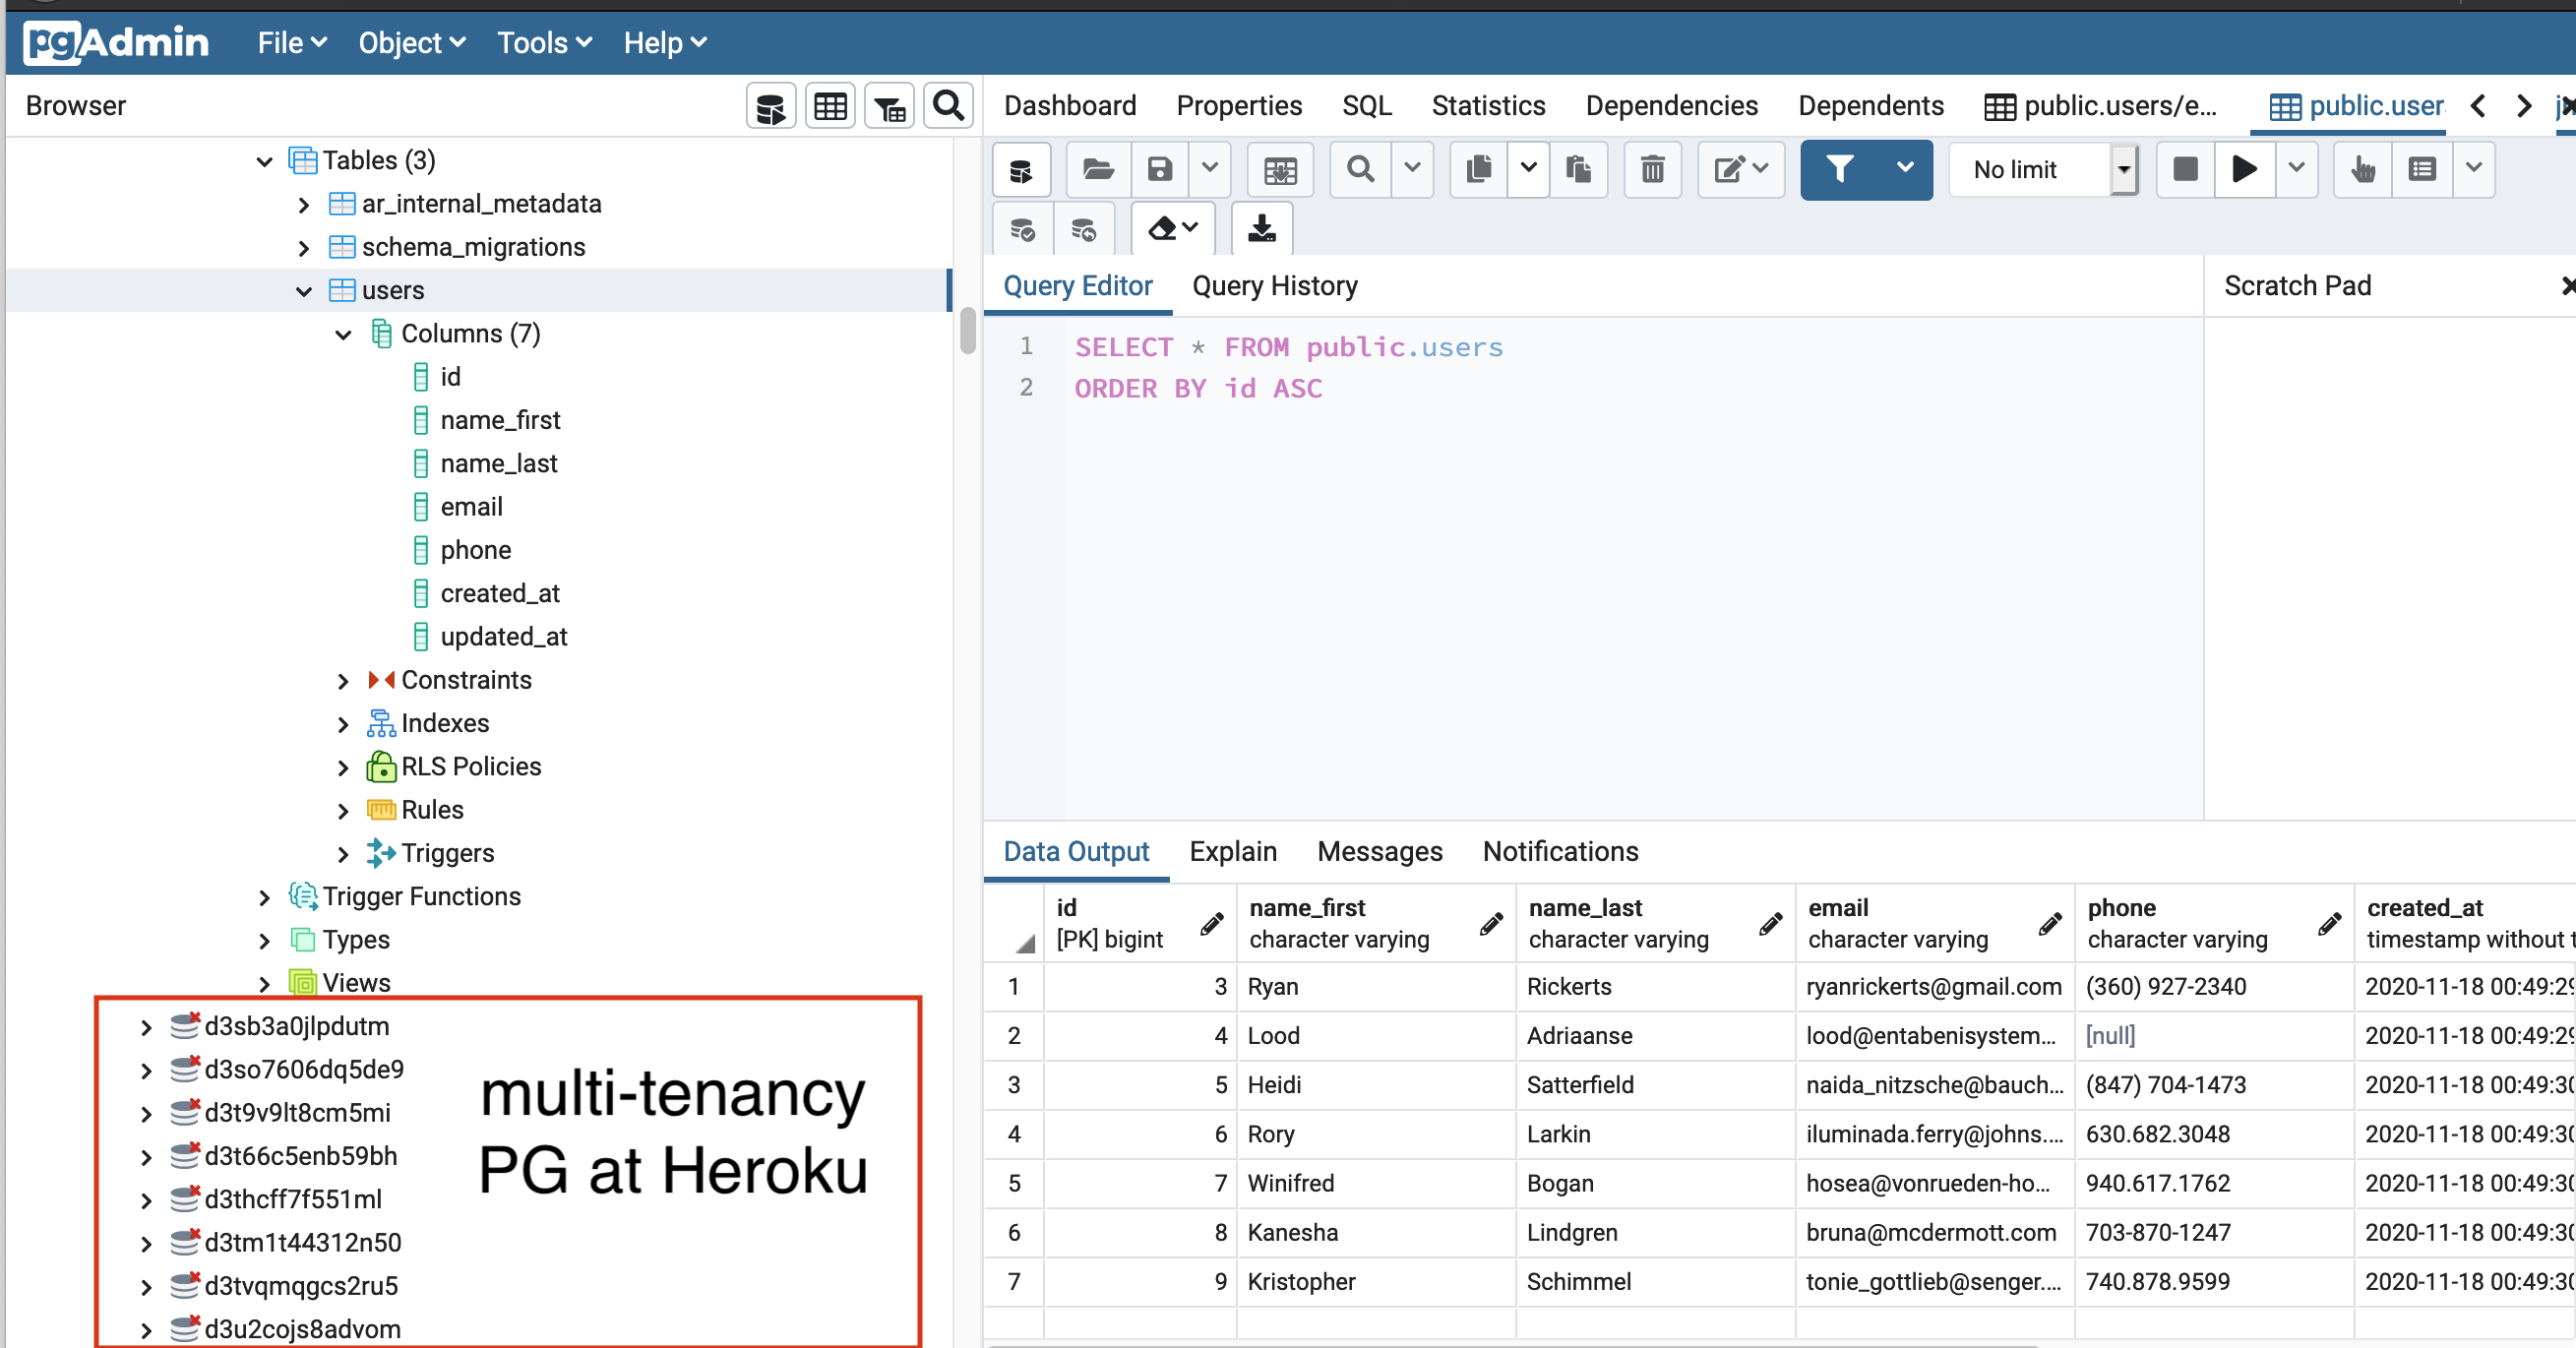 pgAdmin File Object Tools Help
Browser
Dashboard Properties SQL Statistics Dependencies Dependents public.users/e... public.user
No limit
Tables (3)
ar_internal_metadata
schema_migrations
users
Columns (7)
id
name_first
name_last
email
phone
created_at
updated_at
Constraints
Indexes
RLS Policies
Rules
Triggers
Trigger Functions
Types
Views
d3sb3a0jlpdutm
d3so7606dq5de9
d3t9v9lt8cm5mi
d3t66c5enb59bh
d3thcff7f551ml
d3tm1t44312n50
d3tvqmqgcs2ru5
d3u2cojs8advom
multi-tenancy
PG at Heroku
Query Editor Query History
Scratch Pad
1 SELECT * FROM public.users
2 ORDER BY id ASC
Data Output Explain Messages Notifications
id name_first name_last email phone created_at
[PK] bigint character varying character varying character varying character varying timestamp without t
1 3 Ryan Rickerts ryanrickerts@gmail.com (360) 927-2340 2020-11-18 00:49:29
2 4 Lood Adriaanse lood@entabenisystem... [null] 2020-11-18 00:49:29
3 5 Heidi Satterfield naida_nitzsche@bauch... (847) 704-1473 2020-11-18 00:49:30
4 6 Rory Larkin iluminada.ferry@johns.... 630.682.3048 2020-11-18 00:49:30
5 7 Winifred Bogan hosea@vonrueden-ho... 940.617.1762 2020-11-18 00:49:30
6 8 Kanesha Lindgren bruna@mcdermott.com 703-870-1247 2020-11-18 00:49:30
7 9 Kristopher Schimmel tonie_gottlieb@senger.... 740.878.9599 2020-11-18 00:49:30